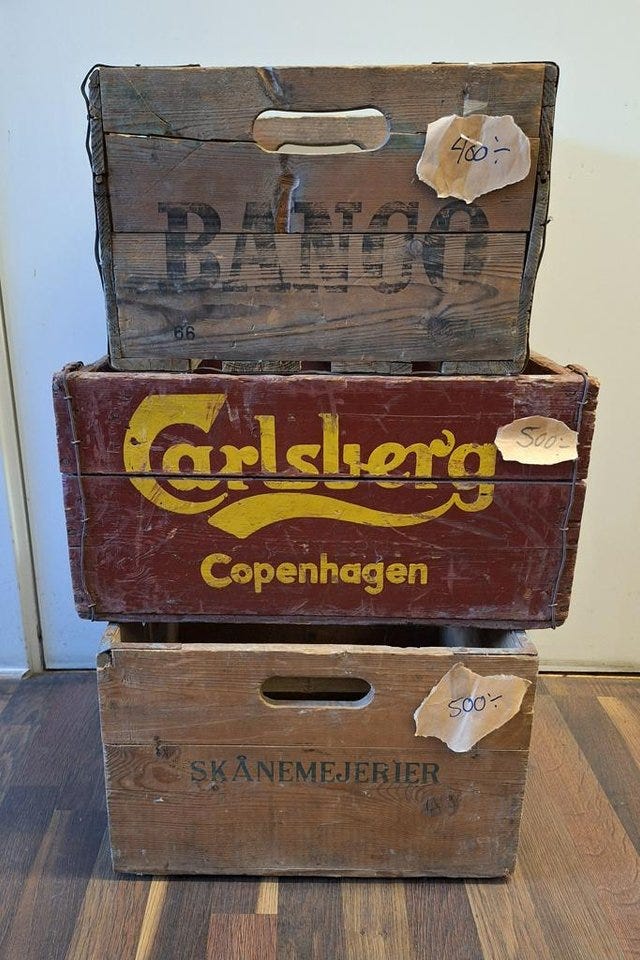 400:-
BANCO
66
Carlsberg
500:-
Copenhagen
500:-
SKÅNEMEJERIER